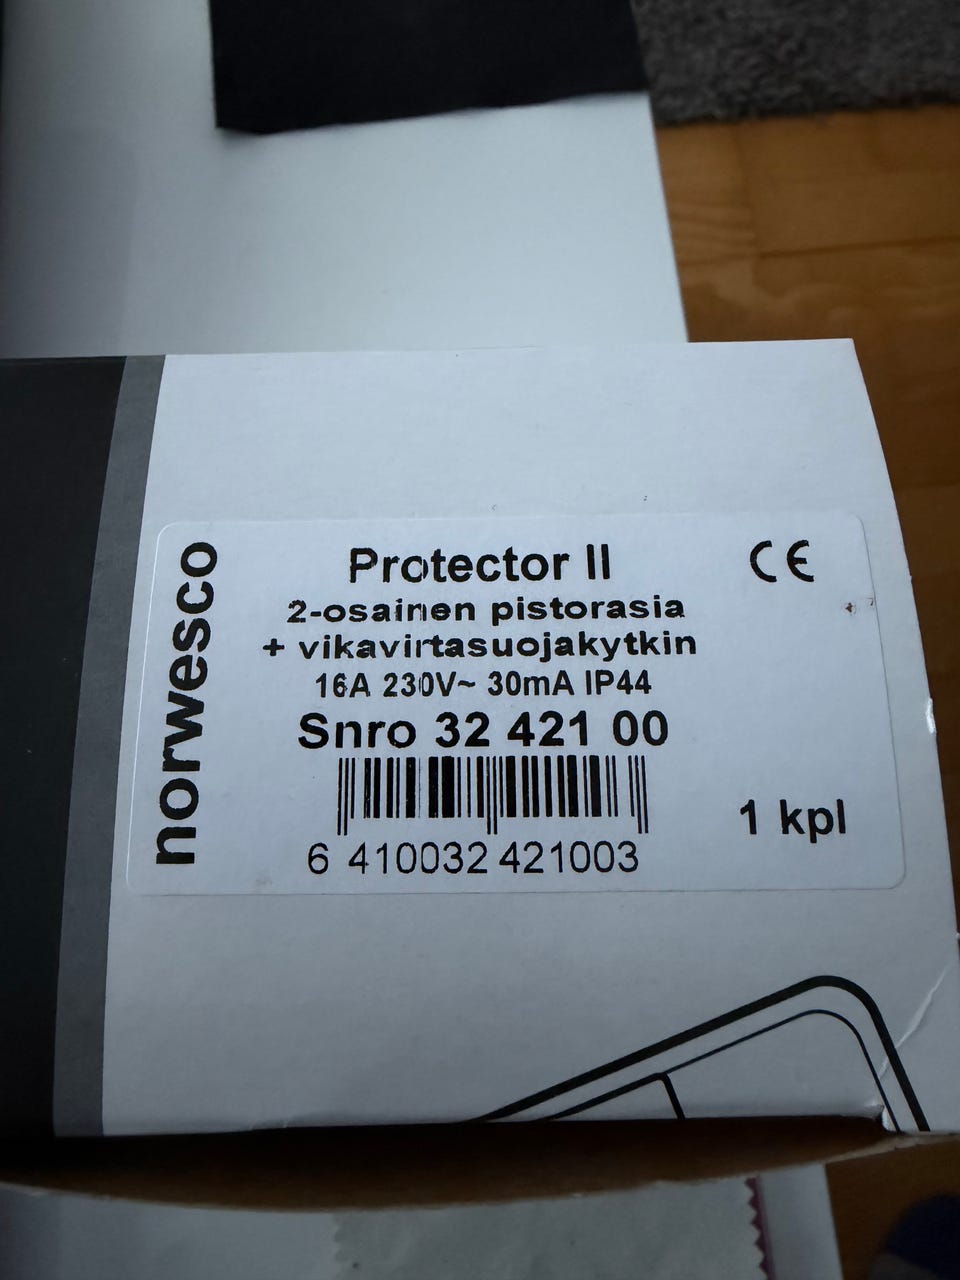 norwesco
Protector II
CE
2-osainen pistorasia
+ vikavirtasuojakytkin
16A 230V~ 30mA IP44
Snro 32 421 00
1 kpl
6 410032 421003